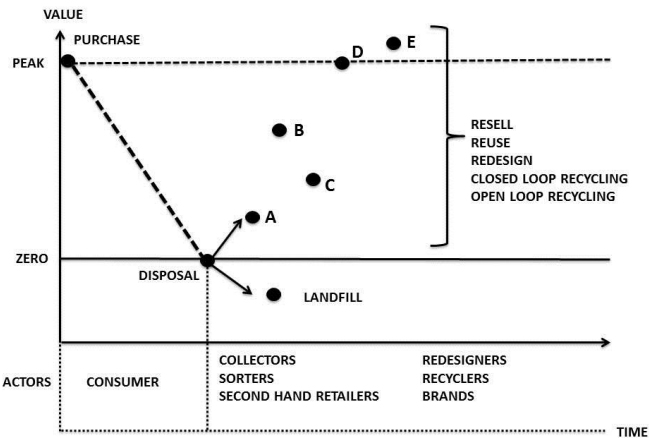 VALUE
PURCHASE
PEAK
D
E
B
C
A
RESELL
REUSE
REDESIGN
CLOSED LOOP RECYCLING
OPEN LOOP RECYCLING
ZERO
DISPOSAL
LANDFILL
ACTORS
CONSUMER
COLLECTORS
SORTERS
SECOND HAND RETAILERS
REDESIGNERS
RECYCLERS
BRANDS
TIME